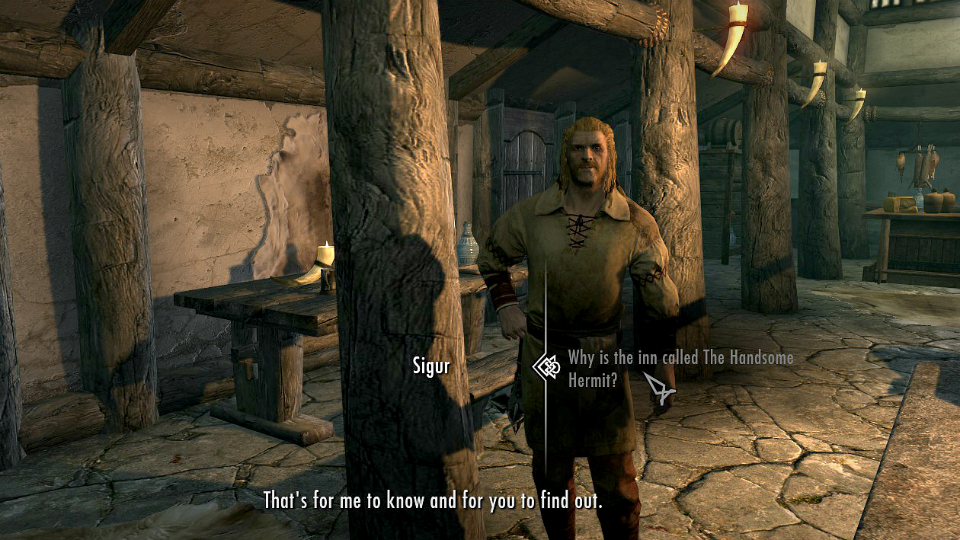 Sigur
Why is the inn called The Handsome
Hermit?
That's for me to know and for you to find out.